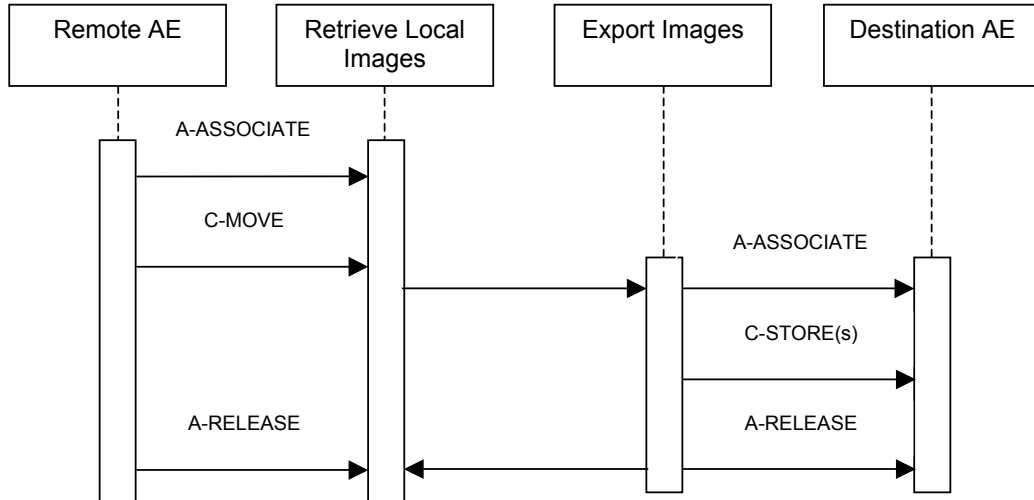 Remote AE
Retrieve Local
Images
Export Images
Destination AE
A-ASSOCIATE
C-MOVE
A-ASSOCIATE
C-STORE(s)
A-RELEASE
A-RELEASE